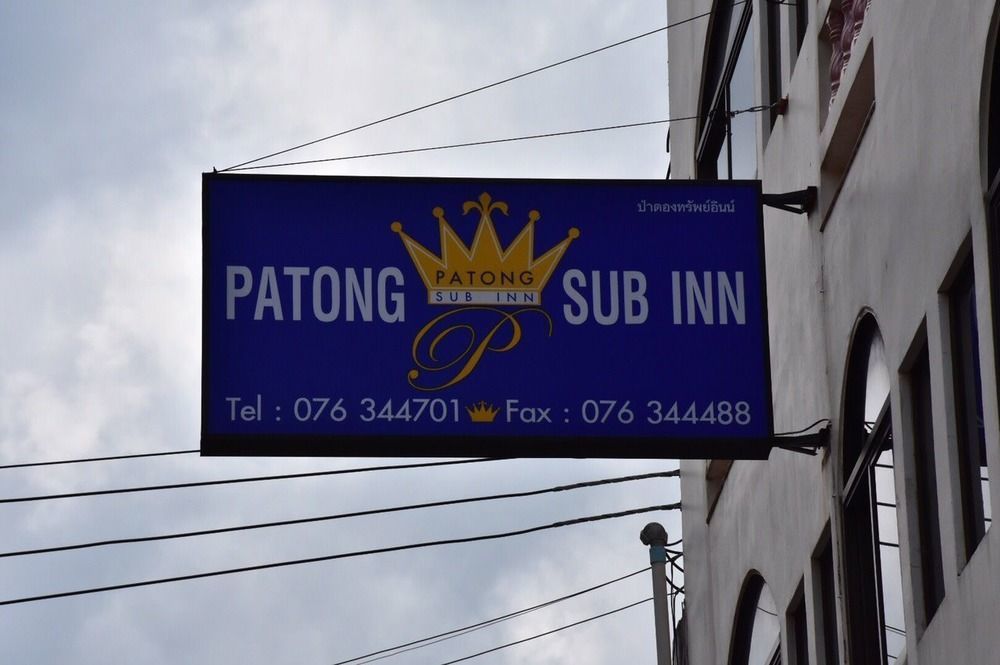 ป่าตองทรัพย์อินน์
PATONG SUB INN
PATONG
SUB INN
P
Tel : 076 344701 Fax : 076 344488